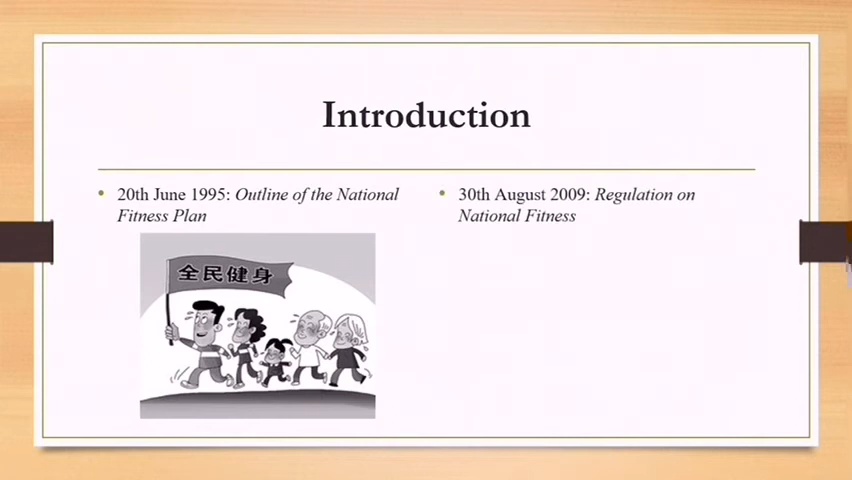 Introduction
• 20th June 1995: Outline of the National
Fitness Plan
• 30th August 2009: Regulation on
National Fitness
全民健身